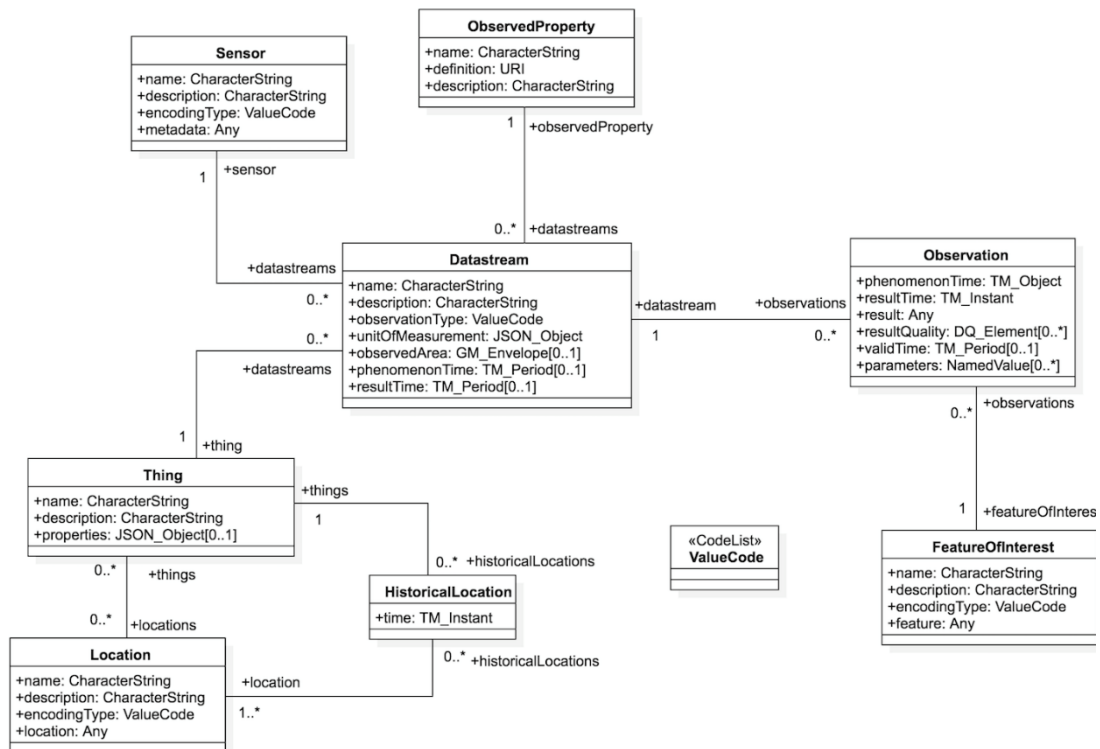 ObservedProperty
+name: CharacterString
+definition: URI
+description: CharacterString
Sensor
+name: CharacterString
+description: CharacterString
+encodingType: ValueCode
+metadata: Any
1
+observedProperty
1
+sensor
0..*
+datastreams
+datastreams
0..*
Datastream
+name: CharacterString
+description: CharacterString
+observationType: ValueCode
+unitOfMeasurement: JSON_Object
+observedArea: GM_Envelope[0..1]
+phenomenonTime: TM_Period[0..1]
+resultTime: TM_Period[0..1]
+datastream
1
+observations
0..*
Observation
+phenomenonTime: TM_Object
+resultTime: TM_Instant
+result: Any
+resultQuality: DQ_Element[0..*]
+validTime: TM_Period[0..1]
+parameters: NamedValue[0..*]
0..*
+datastreams
0..*
+observations
1
+thing
Thing
+name: CharacterString
+description: CharacterString
+properties: JSON_Object[0..1]
+things
1
0..*
+historicalLocations
1
+featureOfInteres
«CodeList»
ValueCode
FeatureOfInterest
+name: CharacterString
+description: CharacterString
+encodingType: ValueCode
+feature: Any
0..*
+things
HistoricalLocation
+time: TM_Instant
0..*
+locations
0..*
+historicalLocations
Location
+name: CharacterString
+description: CharacterString
+encodingType: ValueCode
+location: Any
+location
1..*